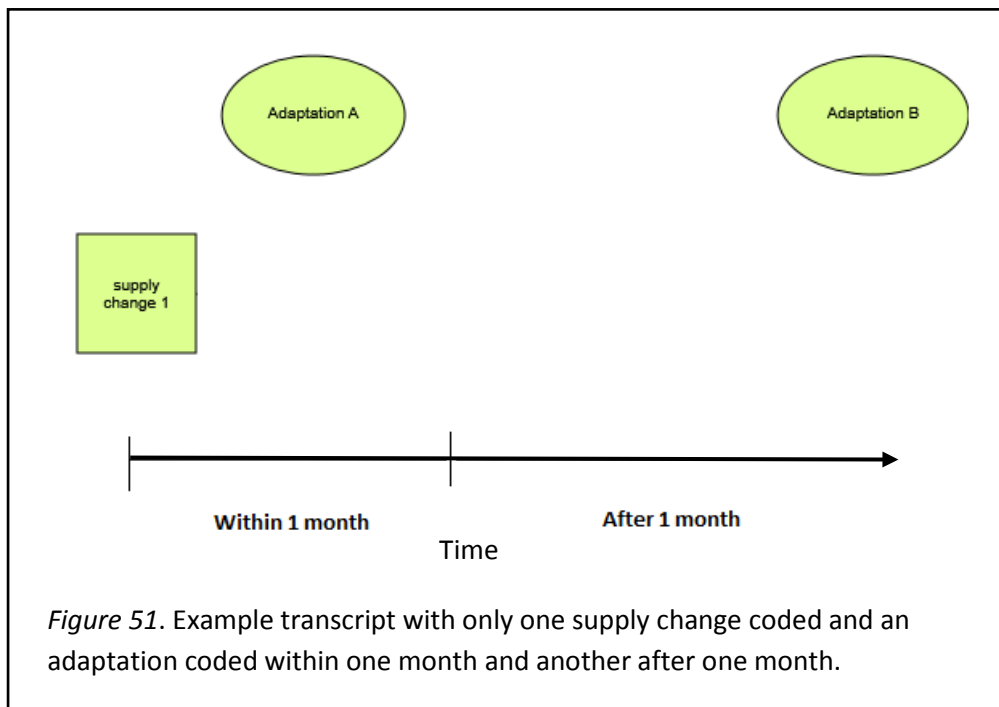 Adaptation A
Adaptation B
supply
change 1
Within 1 month
After 1 month
Time
Figure 51. Example transcript with only one supply change coded and an
adaptation coded within one month and another after one month.